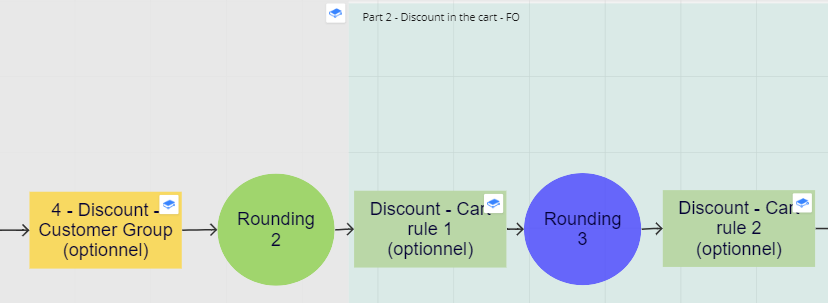 Part 2 - Discount in the cart - FO
4 - Discount -
Customer Group
(optionnel)
Rounding
2
Discount - Cart
rule 1
(optionnel)
Rounding
3
Discount - Cart
rule 2
(optionnel)